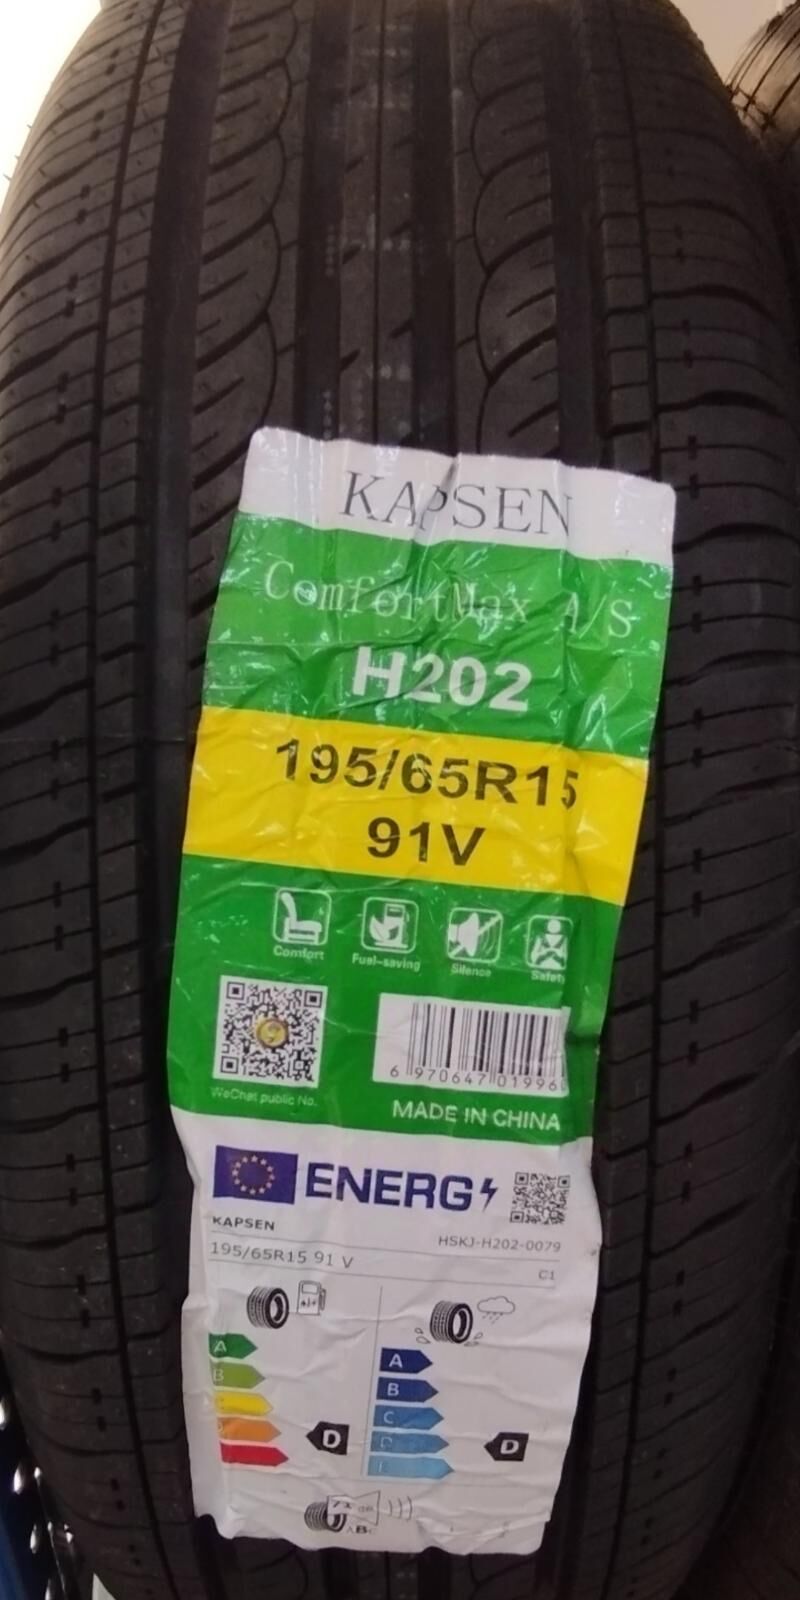 KAPSEN
ComfortMax A/S
H202
195/65R15
91V
Comfort Fuel-saving Silence Safety
6 970647 01996
WeChat public No.
MADE IN CHINA
ENERG
KAPSEN HSKJ-H202-0079
195/65R15 91 V C1
A A
B B
C C
D D D
E